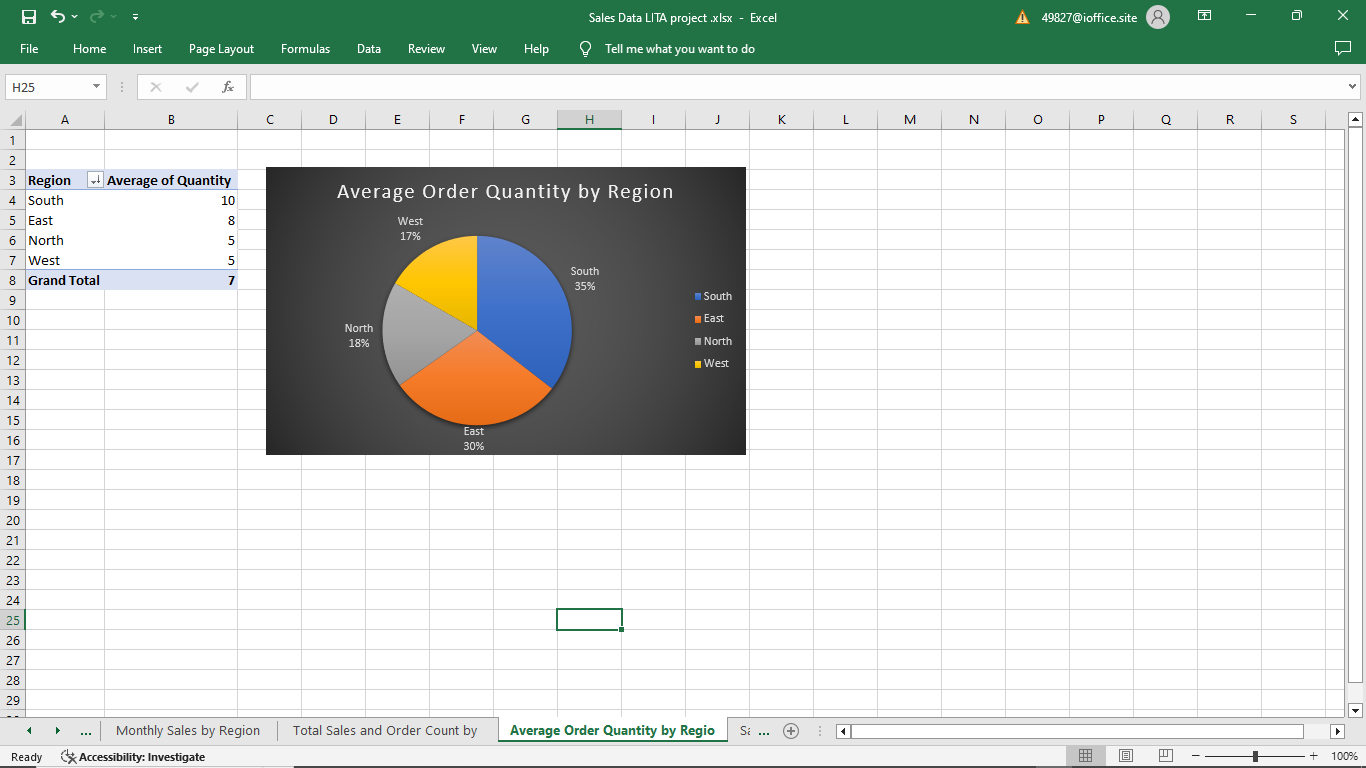 Sales Data LITA project .xlsx - Excel
49827@ioffice.site
File Home Insert Page Layout Formulas Data Review View Help Tell me what you want to do
H25 fx
A B C D E F G H I J K L M N O P Q R S
1
2
3 Region Average of Quantity
4 South 10
5 East 8
6 North 5
7 West 5
8 Grand Total 7
9
10
11
12
13
14
15
16
17
18
19
20
21
22
23
24
25
26
27
28
29
Average Order Quantity by Region
West
17%
South
35%
North
18%
East
30%
South
East
North
West
... Monthly Sales by Region Total Sales and Order Count by Average Order Quantity by Regio Sa ...
Ready Accessibility: Investigate 100%